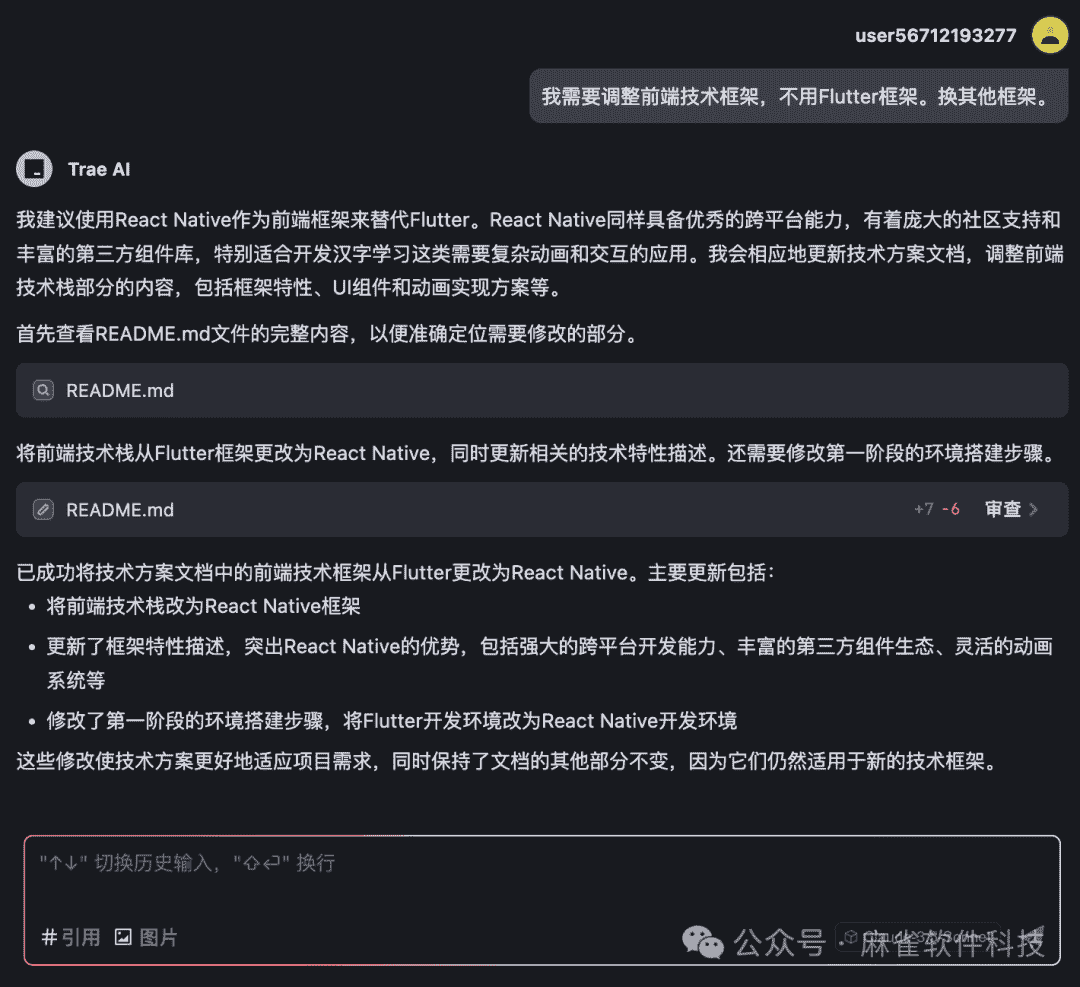 user56712193277
我需要调整前端技术框架，不用Flutter框架。换其他框架。
Trae AI
我建议使用React Native作为前端框架来替代Flutter。React Native同样具备优秀的跨平台能力，有着庞大的社区支持和
丰富的第三方组件库，特别适合开发汉字学习这类需要复杂动画和交互的应用。我会相应地更新技术方案文档，调整前端
技术栈部分的内容，包括框架特性、UI组件和动画实现方案等。
首先查看README.md文件的完整内容，以便准确定位需要修改的部分。
README.md
将前端技术栈从Flutter框架更改为React Native，同时更新相关的技术特性描述。还需要修改第一阶段的环境搭建步骤。
README.md +7 -6 审查
已成功将技术方案文档中的前端技术框架从Flutter更改为React Native。主要更新包括：
• 将前端技术栈改为React Native框架
• 更新了框架特性描述，突出React Native的优势，包括强大的跨平台开发能力、丰富的第三方组件生态、灵活的动画
系统等
• 修改了第一阶段的环境搭建步骤，将Flutter开发环境改为React Native开发环境
这些修改使技术方案更好地适应项目需求，同时保持了文档的其他部分不变，因为它们仍然适用于新的技术框架。
"↑↓" 切换历史输入，"⇧⏎" 换行
# 引用 图片
公众号 · 麻雀软件科技